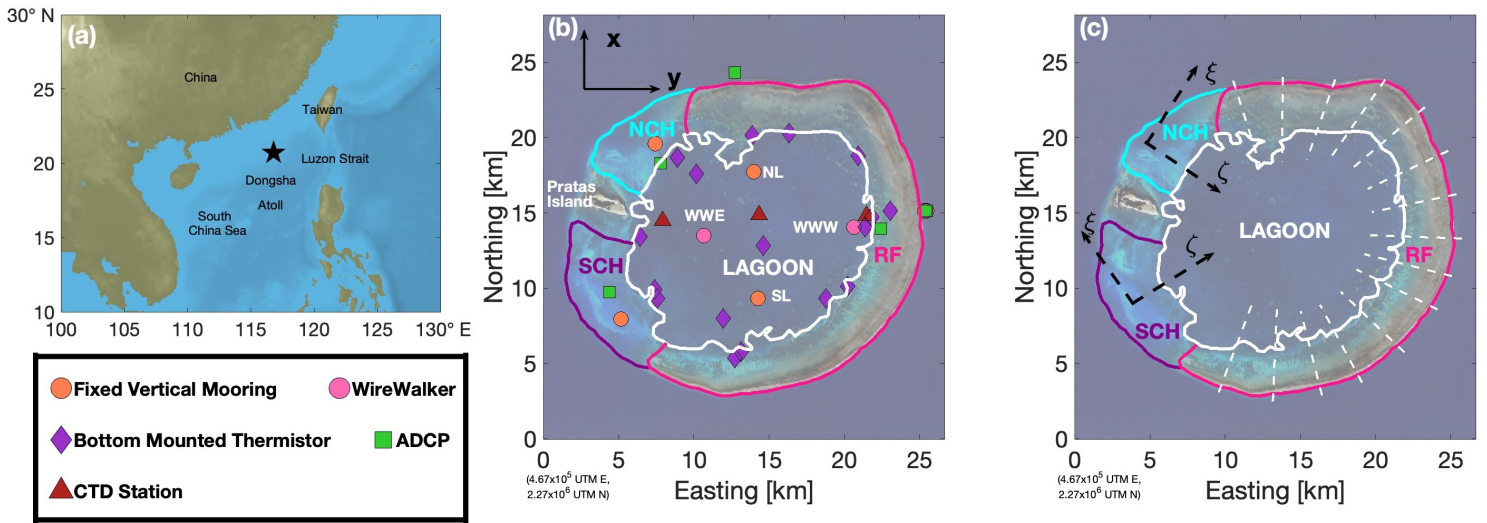 30° N
(a)
China
25
Taiwan
20
Luzon Strait
Dongsha
Atoll
South
China Sea
15
10
100 105 110 115 120 125 130° E
Fixed Vertical Mooring
WireWalker
Bottom Mounted Thermistor
ADCP
CTD Station
(b)
x
y
25
20
15
10
5
0
Northing [km]
NCH
NL
Pratas
Island
WWE
WWW
SCH
LAGOON
RF
SL
0 5 10 15 20 25
(4.67x10⁵ UTM E,
2.27x10⁶ UTM N)
Easting [km]
(c)
ξ
25
20
15
10
5
0
Northing [km]
NCH
ζ
ξ
ζ
LAGOON
RF
SCH
0 5 10 15 20 25
(4.67x10⁵ UTM E,
2.27x10⁶ UTM N)
Easting [km]